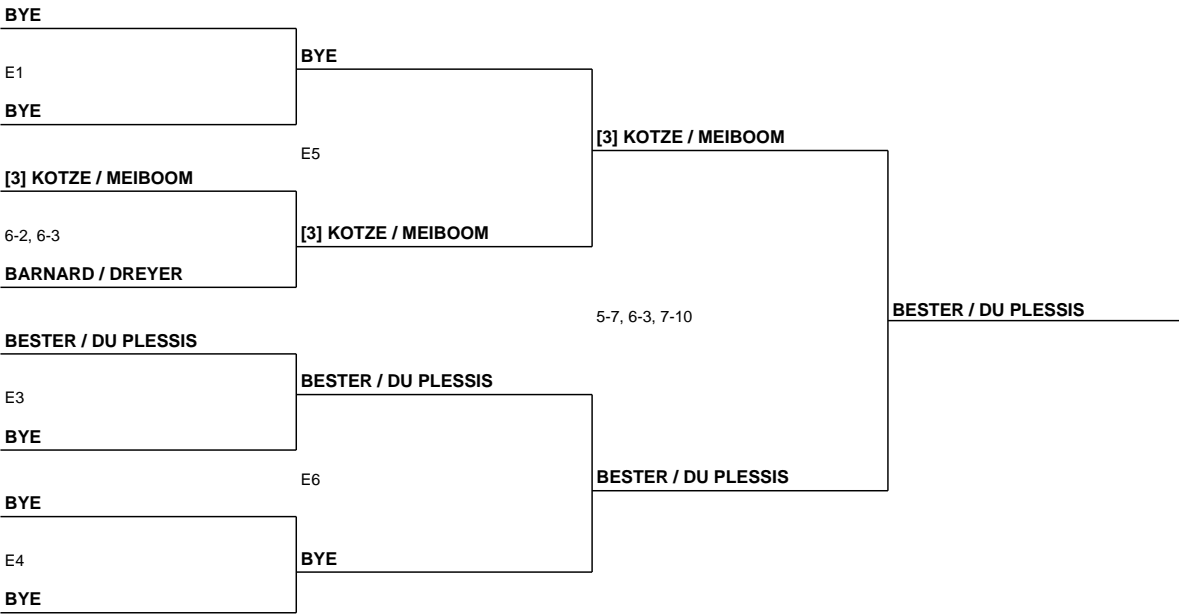 BYE
BYE
E1
BYE
[3] KOTZE / MEIBOOM
E5
[3] KOTZE / MEIBOOM
6-2, 6-3
[3] KOTZE / MEIBOOM
BARNARD / DREYER
BESTER / DU PLESSIS
5-7, 6-3, 7-10
BESTER / DU PLESSIS
BESTER / DU PLESSIS
E3
BYE
BESTER / DU PLESSIS
E6
BYE
E4
BYE
BYE